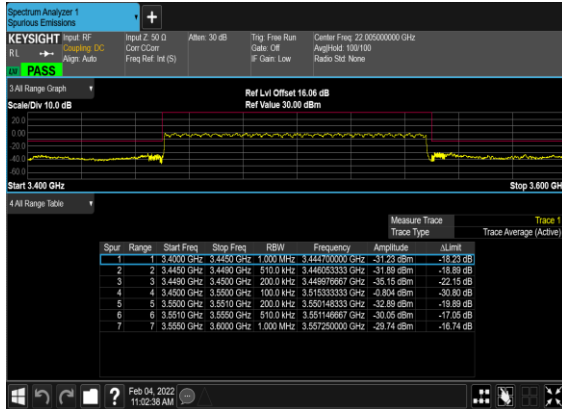 Spectrum Analyzer 1
Spurious Emissions
KEYSIGHT Input: RF Input Z: 50 Ω Atten: 30 dB Trig: Free Run Center Freq: 22.005000000 GHz
RL Coupling: DC Corr CCorr Gate: Off Avg|Hold: 100/100
Align: Auto Freq Ref: Int (S) IF Gain: Low Radio Std: None
PASS
3 All Range Graph Ref Lvl Offset 16.06 dB
Scale/Div 10.0 dB Ref Value 30.00 dBm
20.0
0.00
-20.0
-40.0
-60.0
Start 3.400 GHz Stop 3.600 GH
4 All Range Table
Measure Trace Trace 1
Trace Type Trace Average (Active)
Spur Range Start Freq Stop Freq RBW Frequency Amplitude ΔLimit
1 1 3.4000 GHz 3.4450 GHz 1.000 MHz 3.444700000 GHz -31.23 dBm -18.23 dB
2 2 3.4450 GHz 3.4490 GHz 510.0 kHz 3.446053333 GHz -31.89 dBm -18.89 dB
3 3 3.4490 GHz 3.4500 GHz 200.0 kHz 3.449976667 GHz -35.15 dBm -22.15 dB
4 4 3.4500 GHz 3.5500 GHz 100.0 kHz 3.515333333 GHz -0.804 dBm -30.80 dB
5 5 3.5500 GHz 3.5510 GHz 200.0 kHz 3.550148333 GHz -32.89 dBm -19.89 dB
6 6 3.5510 GHz 3.5550 GHz 510.0 kHz 3.551146667 GHz -30.05 dBm -17.05 dB
7 7 3.5550 GHz 3.6000 GHz 1.000 MHz 3.557250000 GHz -29.74 dBm -16.74 dB
Feb 04, 2022
11:02:38 AM